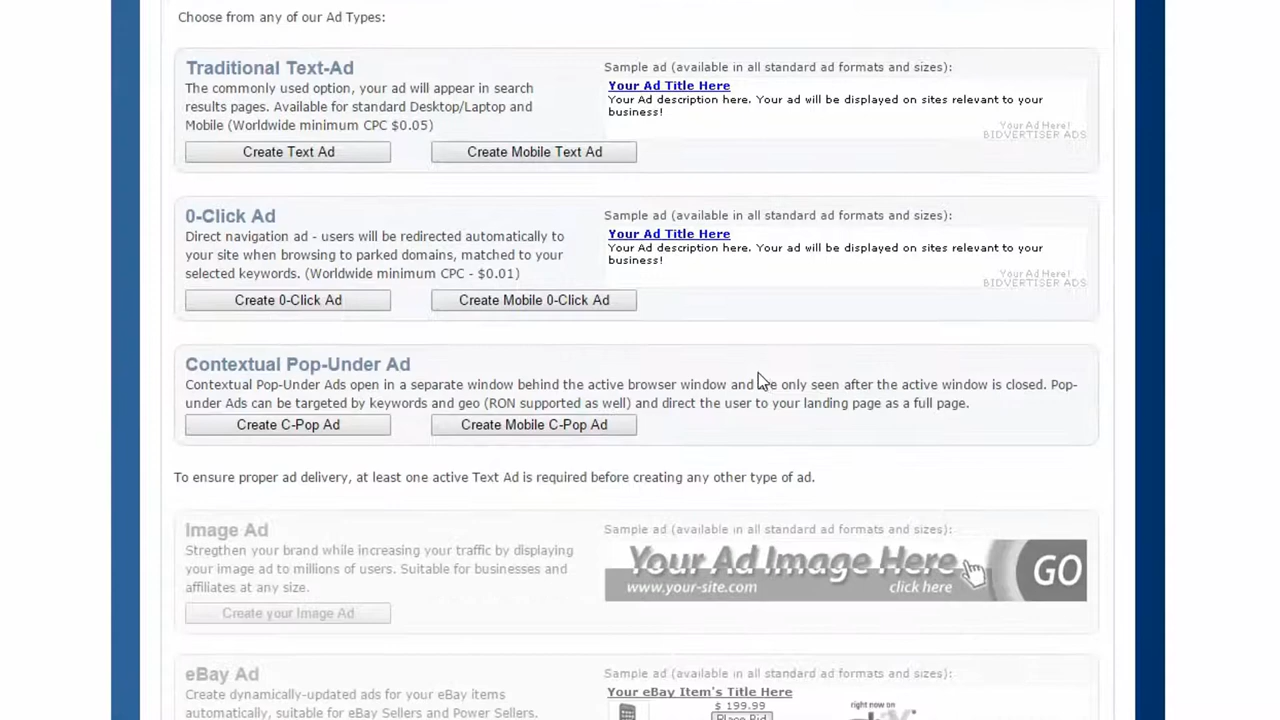 Choose from any of our Ad Types:
Traditional Text-Ad
The commonly used option, your ad will appear in search
results pages. Available for standard Desktop/Laptop and
Mobile (Worldwide minimum CPC $0.05)
Create Text Ad
Create Mobile Text Ad
Sample ad (available in all standard ad formats and sizes):
Your Ad Title Here
Your Ad description here. Your ad will be displayed on sites relevant to your
business!
Your Ad Here!
BIDVERTISER ADS
0-Click Ad
Direct navigation ad - users will be redirected automatically to
your site when browsing to parked domains, matched to your
selected keywords. (Worldwide minimum CPC - $0.01)
Create 0-Click Ad
Create Mobile 0-Click Ad
Sample ad (available in all standard ad formats and sizes):
Your Ad Title Here
Your Ad description here. Your ad will be displayed on sites relevant to your
business!
Your Ad Here!
BIDVERTISER ADS
Contextual Pop-Under Ad
Contextual Pop-Under Ads open in a separate window behind the active browser window and only seen after the active window is closed. Pop-
under Ads can be targeted by keywords and geo (RON supported as well) and direct the user to your landing page as a full page.
Create C-Pop Ad
Create Mobile C-Pop Ad
To ensure proper ad delivery, at least one active Text Ad is required before creating any other type of ad.
Image Ad
Stregthen your brand while increasing your traffic by displaying
your image ad to millions of users. Suitable for businesses and
affiliates at any size.
Create your Image Ad
Sample ad (available in all standard ad formats and sizes):
Your Ad Image Here
www.your-site.com
click here
GO
eBay Ad
Create dynamically-updated ads for your eBay items
automatically, suitable for eBay Sellers and Power Sellers.
Sample ad (available in all standard ad formats and sizes):
Your eBay Item's Title Here
$ 199.99
Place Bid
right now on